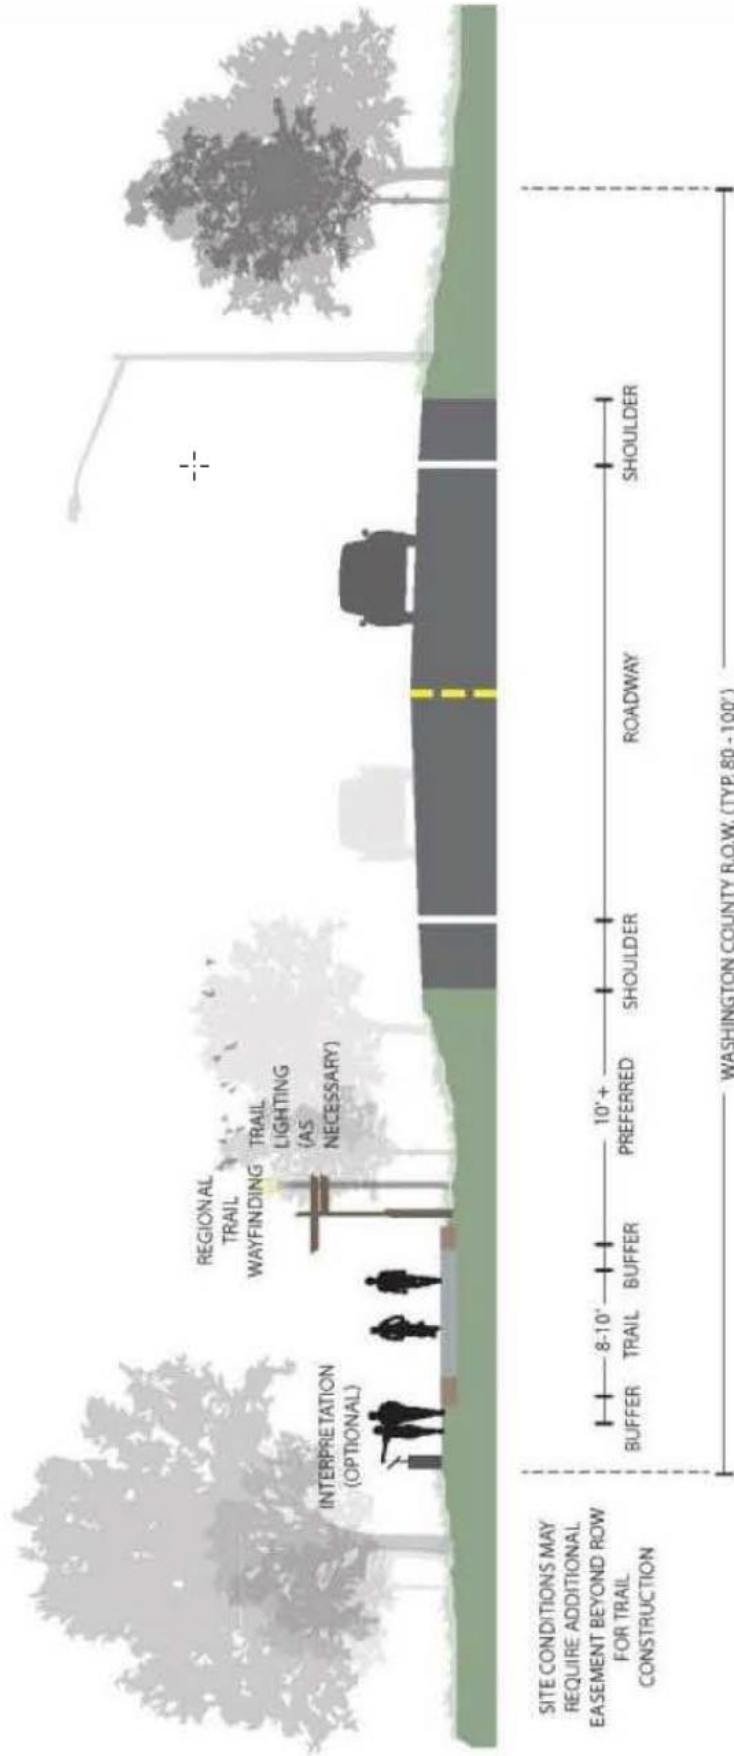 REGIONAL
TRAIL
WAYFINDING
TRAIL
LIGHTING
(AS
NECESSARY)
INTERPRETATION
(OPTIONAL)
8-10'
10'+
BUFFER
TRAIL
BUFFER
PREFERRED
SHOULDER
ROADWAY
SHOULDER
SITE CONDITIONS MAY
REQUIRE ADDITIONAL
EASEMENT BEYOND ROW
FOR TRAIL
CONSTRUCTION
WASHINGTON COUNTY R.O.W. (TYP. 80 - 100')